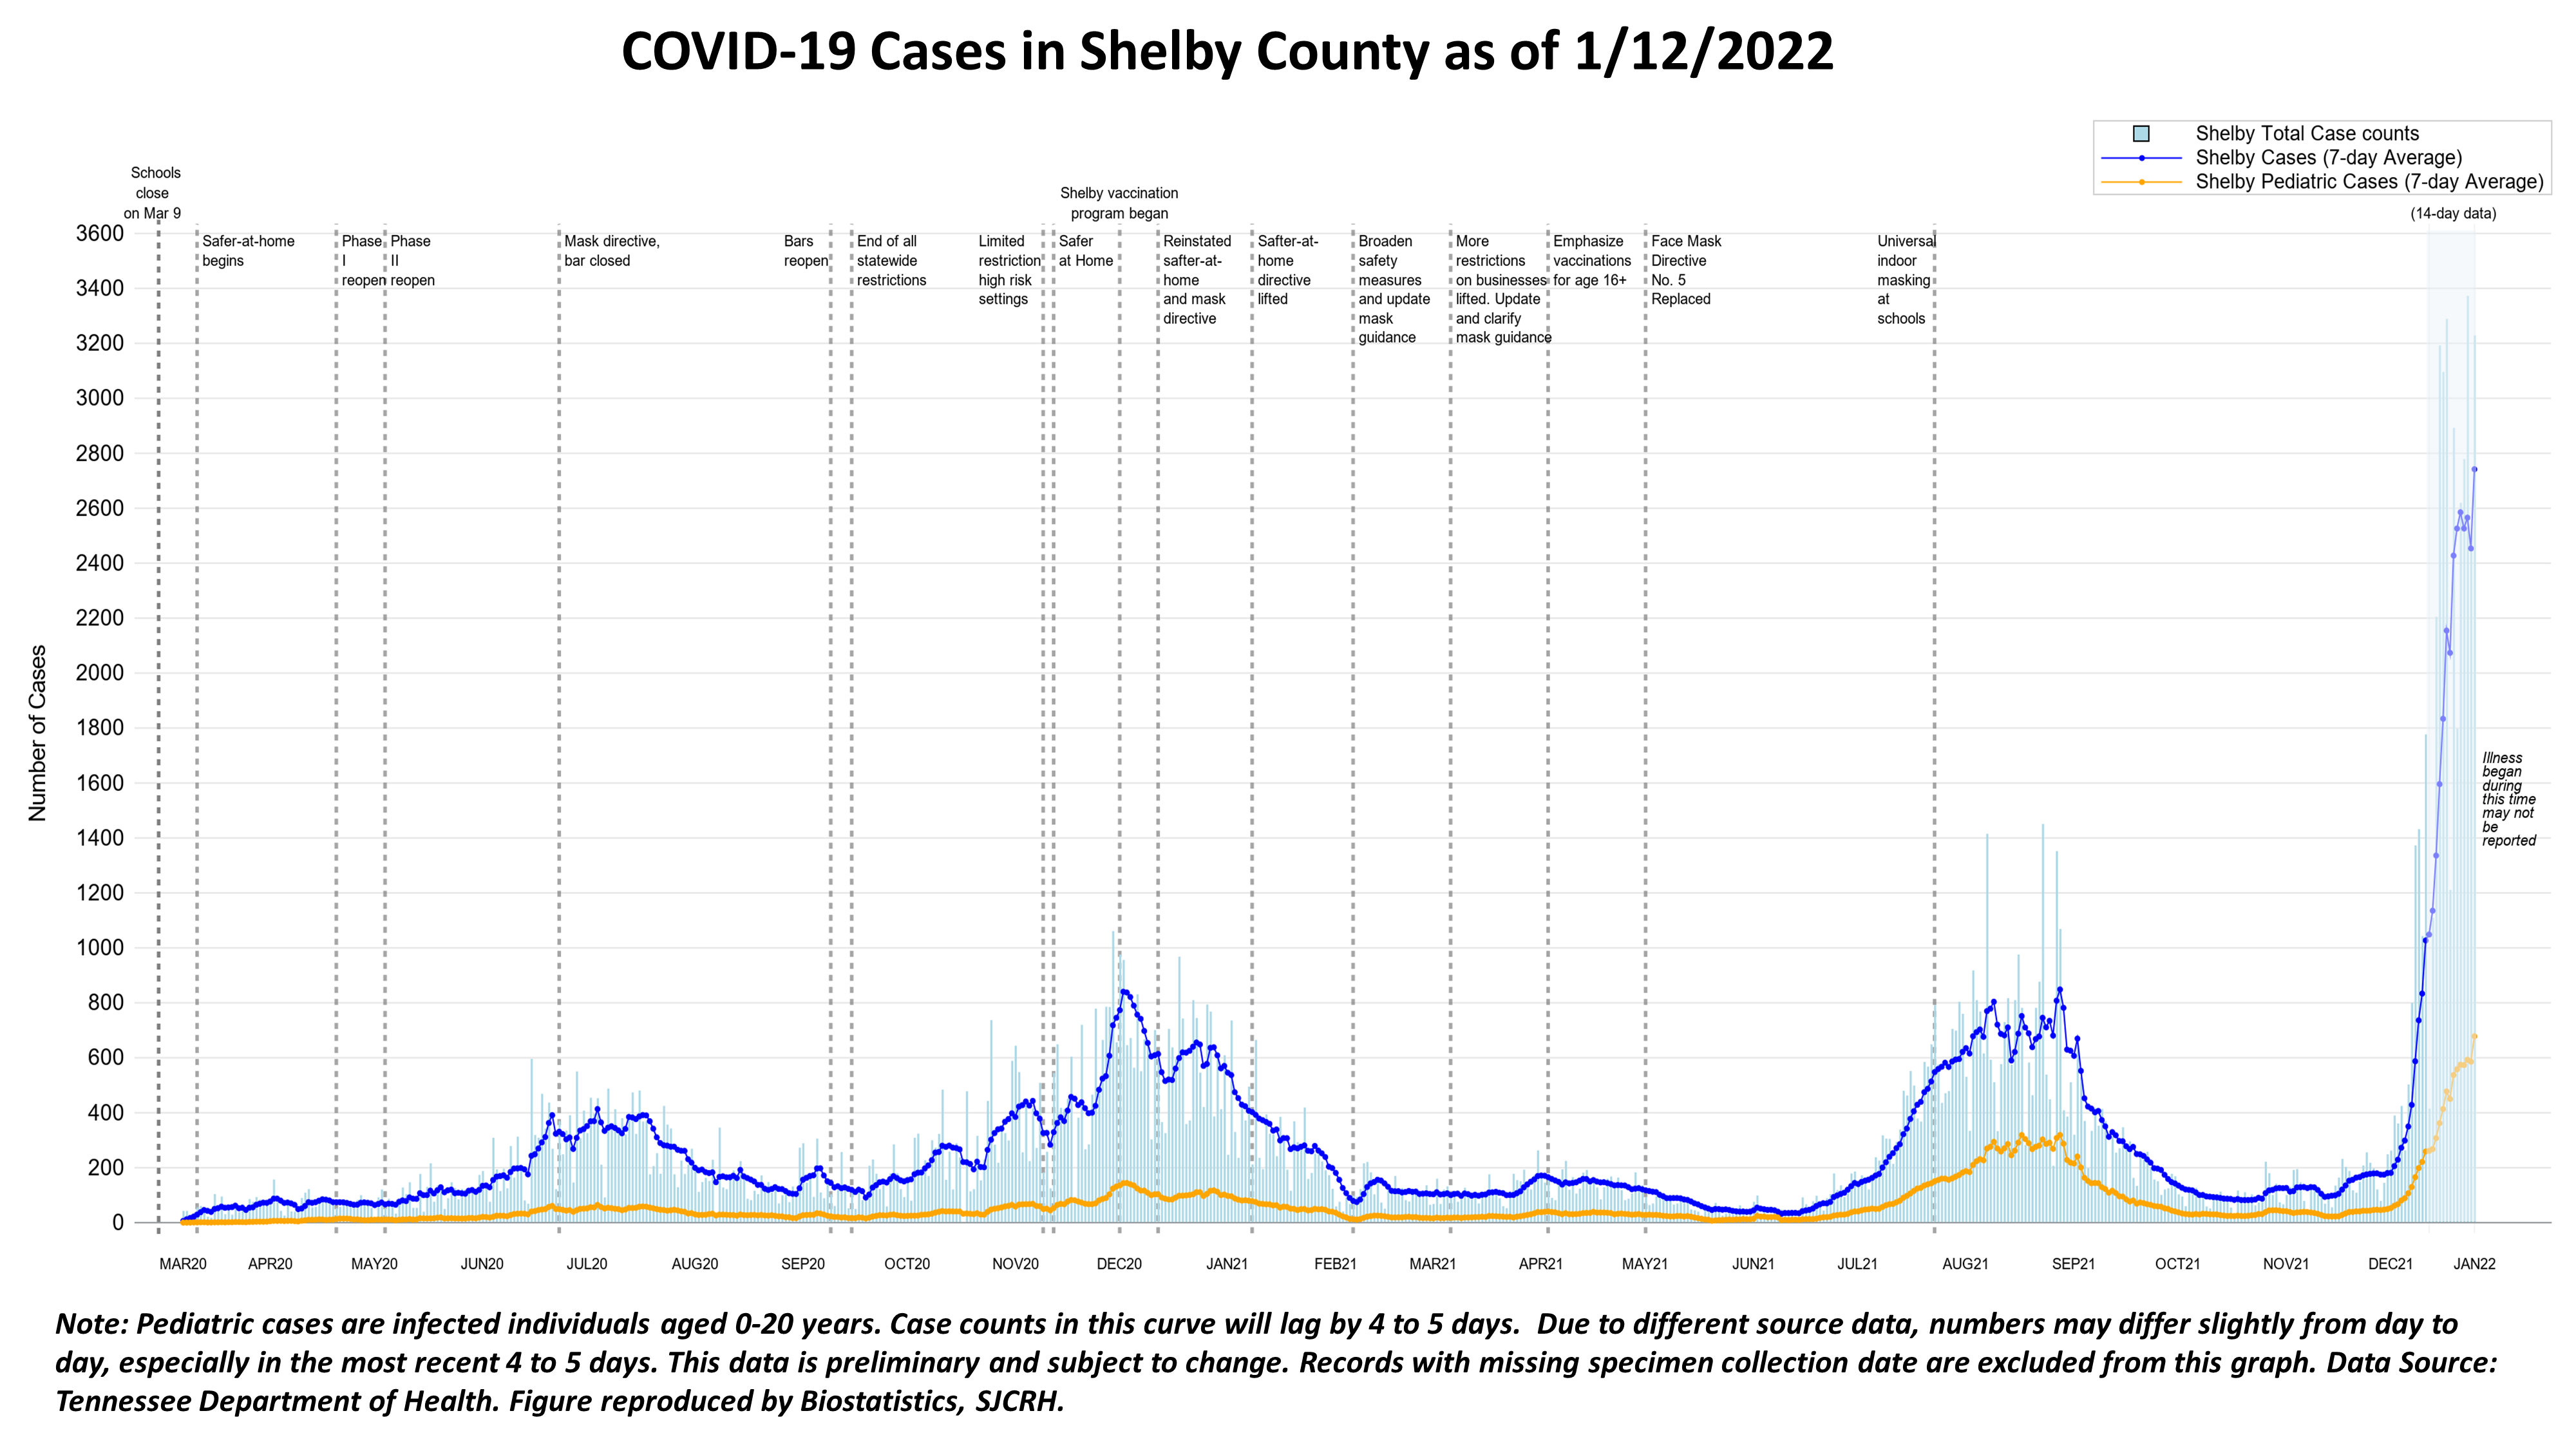 COVID-19 Cases in Shelby County as of 1/12/2022
Shelby Total Case counts
Shelby Cases (7-day Average)
Shelby Pediatric Cases (7-day Average)
(14-day data)
Schools
close
on Mar 9
Shelby vaccination
program began
Safer-at-home
begins
Phase
I
reopen
Phase
II
reopen
Mask directive,
bar closed
Bars
reopen
End of all
statewide
restrictions
Limited
restriction
high risk
settings
Safer
at Home
Reinstated
safter-at-
home
and mask
directive
Safter-at-
home
directive
lifted
Broaden
safety
measures
and update
mask
guidance
More
restrictions
on businesses
lifted. Update
and clarify
mask guidance
Emphasize
vaccinations
for age 16+
Face Mask
Directive
No. 5
Replaced
Universal
indoor
masking
at
schools
Number of Cases
3600
3400
3200
3000
2800
2600
2400
2200
2000
1800
1600
1400
1200
1000
800
600
400
200
0
Illness
began
during
this time
may not
be
reported
MAR20 APR20 MAY20 JUN20 JUL20 AUG20 SEP20 OCT20 NOV20 DEC20 JAN21 FEB21 MAR21 APR21 MAY21 JUN21 JUL21 AUG21 SEP21 OCT21 NOV21 DEC21 JAN22
Note: Pediatric cases are infected individuals aged 0-20 years. Case counts in this curve will lag by 4 to 5 days.  Due to different source data, numbers may differ slightly from day to
day, especially in the most recent 4 to 5 days. This data is preliminary and subject to change. Records with missing specimen collection date are excluded from this graph. Data Source:
Tennessee Department of Health. Figure reproduced by Biostatistics, SJCRH.